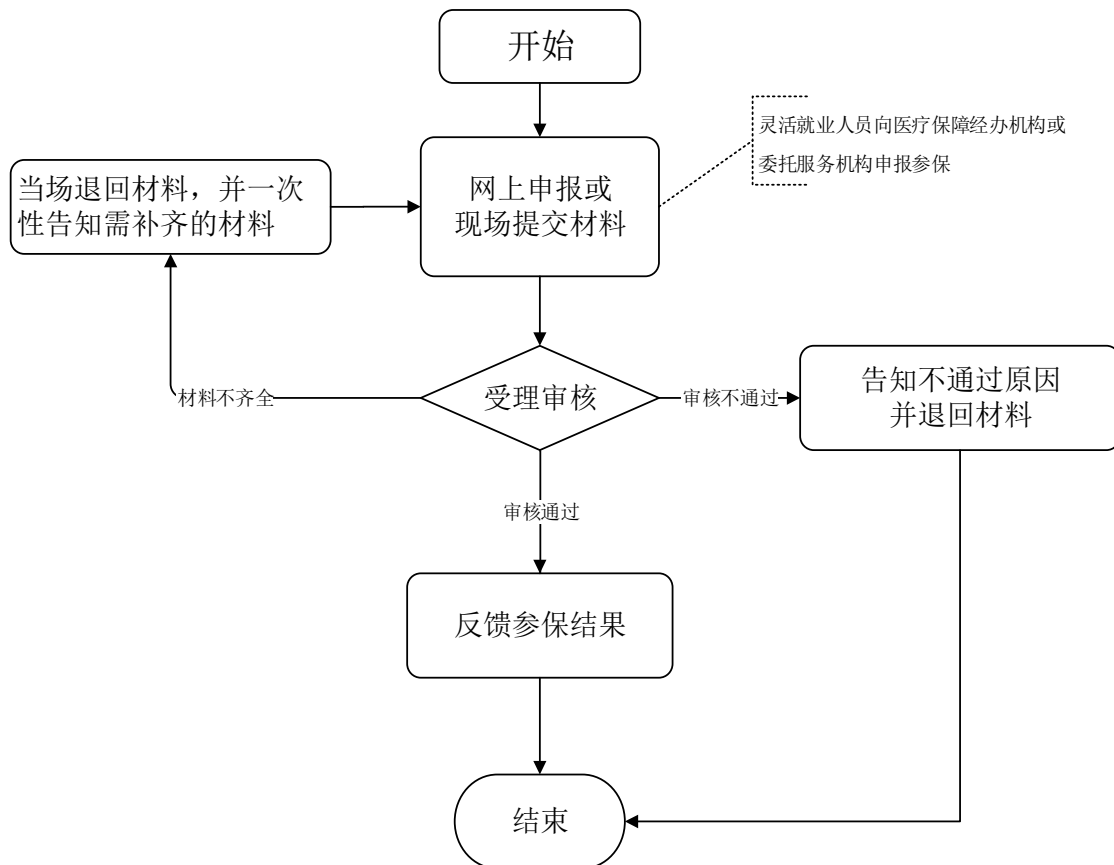 开始
灵活就业人员向医疗保障经办机构或
委托服务机构申报参保
当场退回材料，并一次
性告知需补齐的材料
网上申报或
现场提交材料
材料不齐全
受理审核
审核不通过
告知不通过原因
并退回材料
审核通过
反馈参保结果
结束